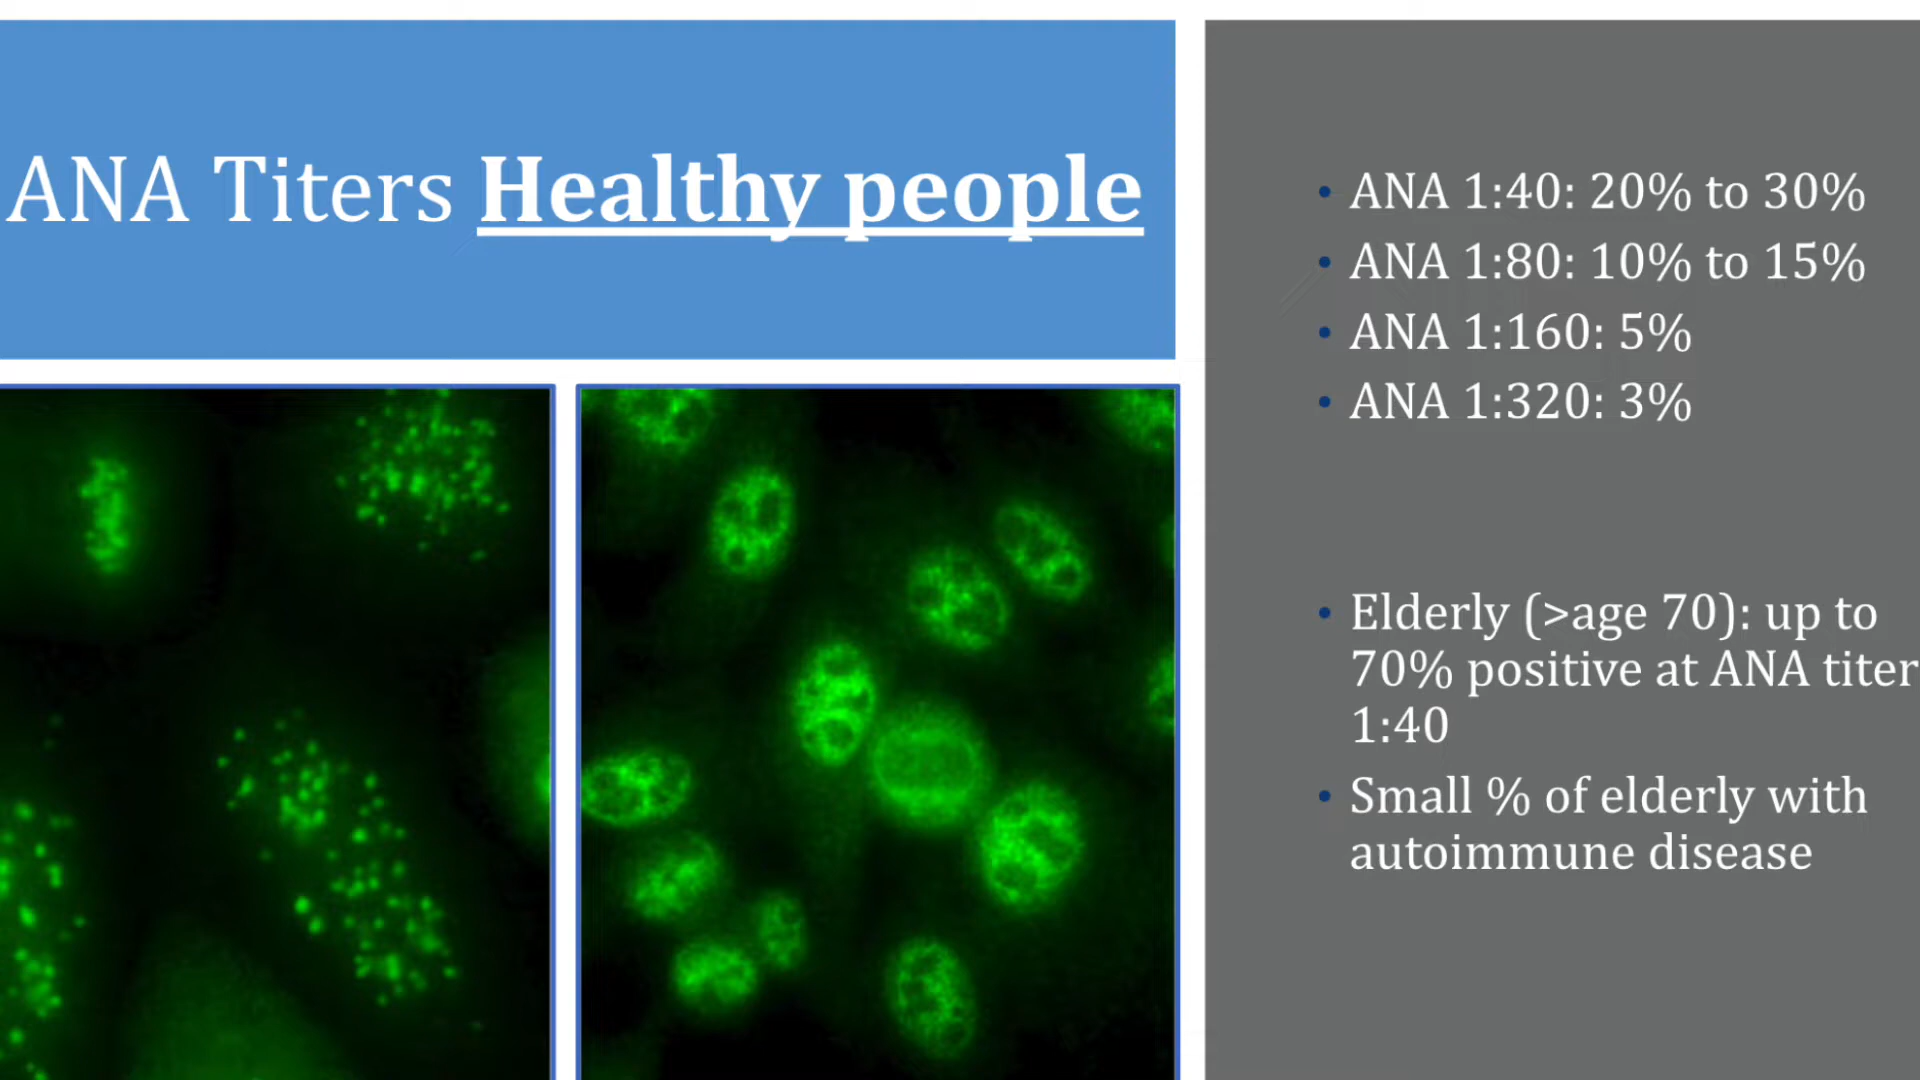 ANA Titers Healthy people
ANA 1:40: 20% to 30%
ANA 1:80: 10% to 15%
ANA 1:160: 5%
ANA 1:320: 3%
Elderly (>age 70): up to
70% positive at ANA titer
1:40
Small % of elderly with
autoimmune disease